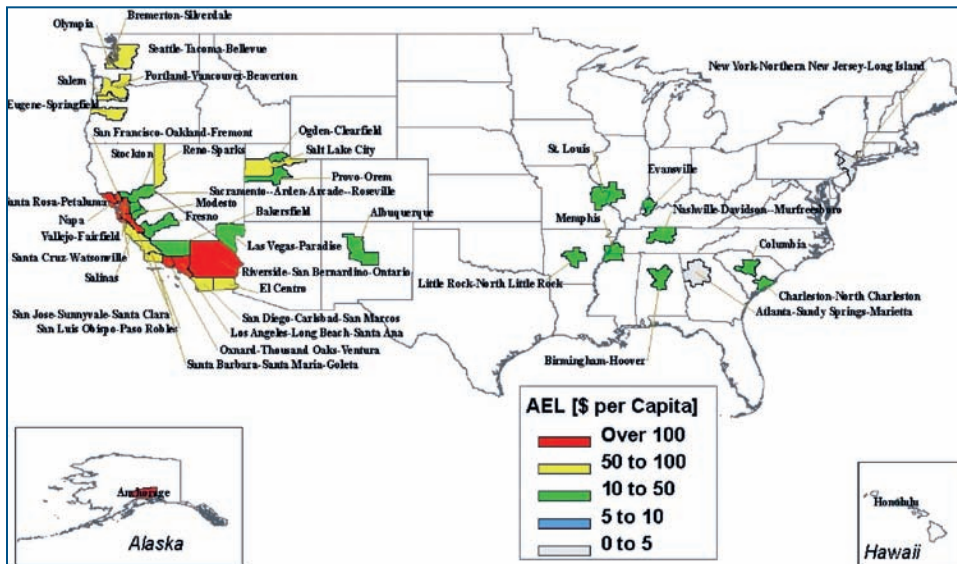 Bremerton-Silverdale
Olympia
Seattle-Tacoma-Bellevue
New York-Northern New Jersey-Long Island
Salem
Portland-Vancouver-Beaverton
Eugene-Springfield
San Francisco-Oakland-Fremont
Ogden-Clearfield
Stockton
Reno-Sparks
Salt Lake City
St. Louis
Evansville
Provo-Orem
Sacramento--Arden-Arcade--Roseville
Santa Rosa-Petaluma
Modesto
Napa
Fresno
Bakersfield
Albuquerque
Memphis
Nashville-Davidson--Murfreesboro
Vallejo-Fairfield
Las Vegas-Paradise
Columbia
Santa Cruz-Watsonville
Riverside-San Bernardino-Ontario
Salinas
El Centro
Little Rock-North Little Rock
Charleston-North Charleston
San Jose-Sunnyvale-Santa Clara
San Diego-Carlsbad-San Marcos
Atlanta-Sandy Springs-Marietta
San Luis Obispo-Paso Robles
Los Angeles-Long Beach-Santa Ana
Oxnard-Thousand Oaks-Ventura
Birmingham-Hoover
Santa Barbara-Santa Maria-Goleta
AEL [$ per Capita]
Over 100
50 to 100
10 to 50
5 to 10
0 to 5
Anchorage
Alaska
Honolulu
Hawaii